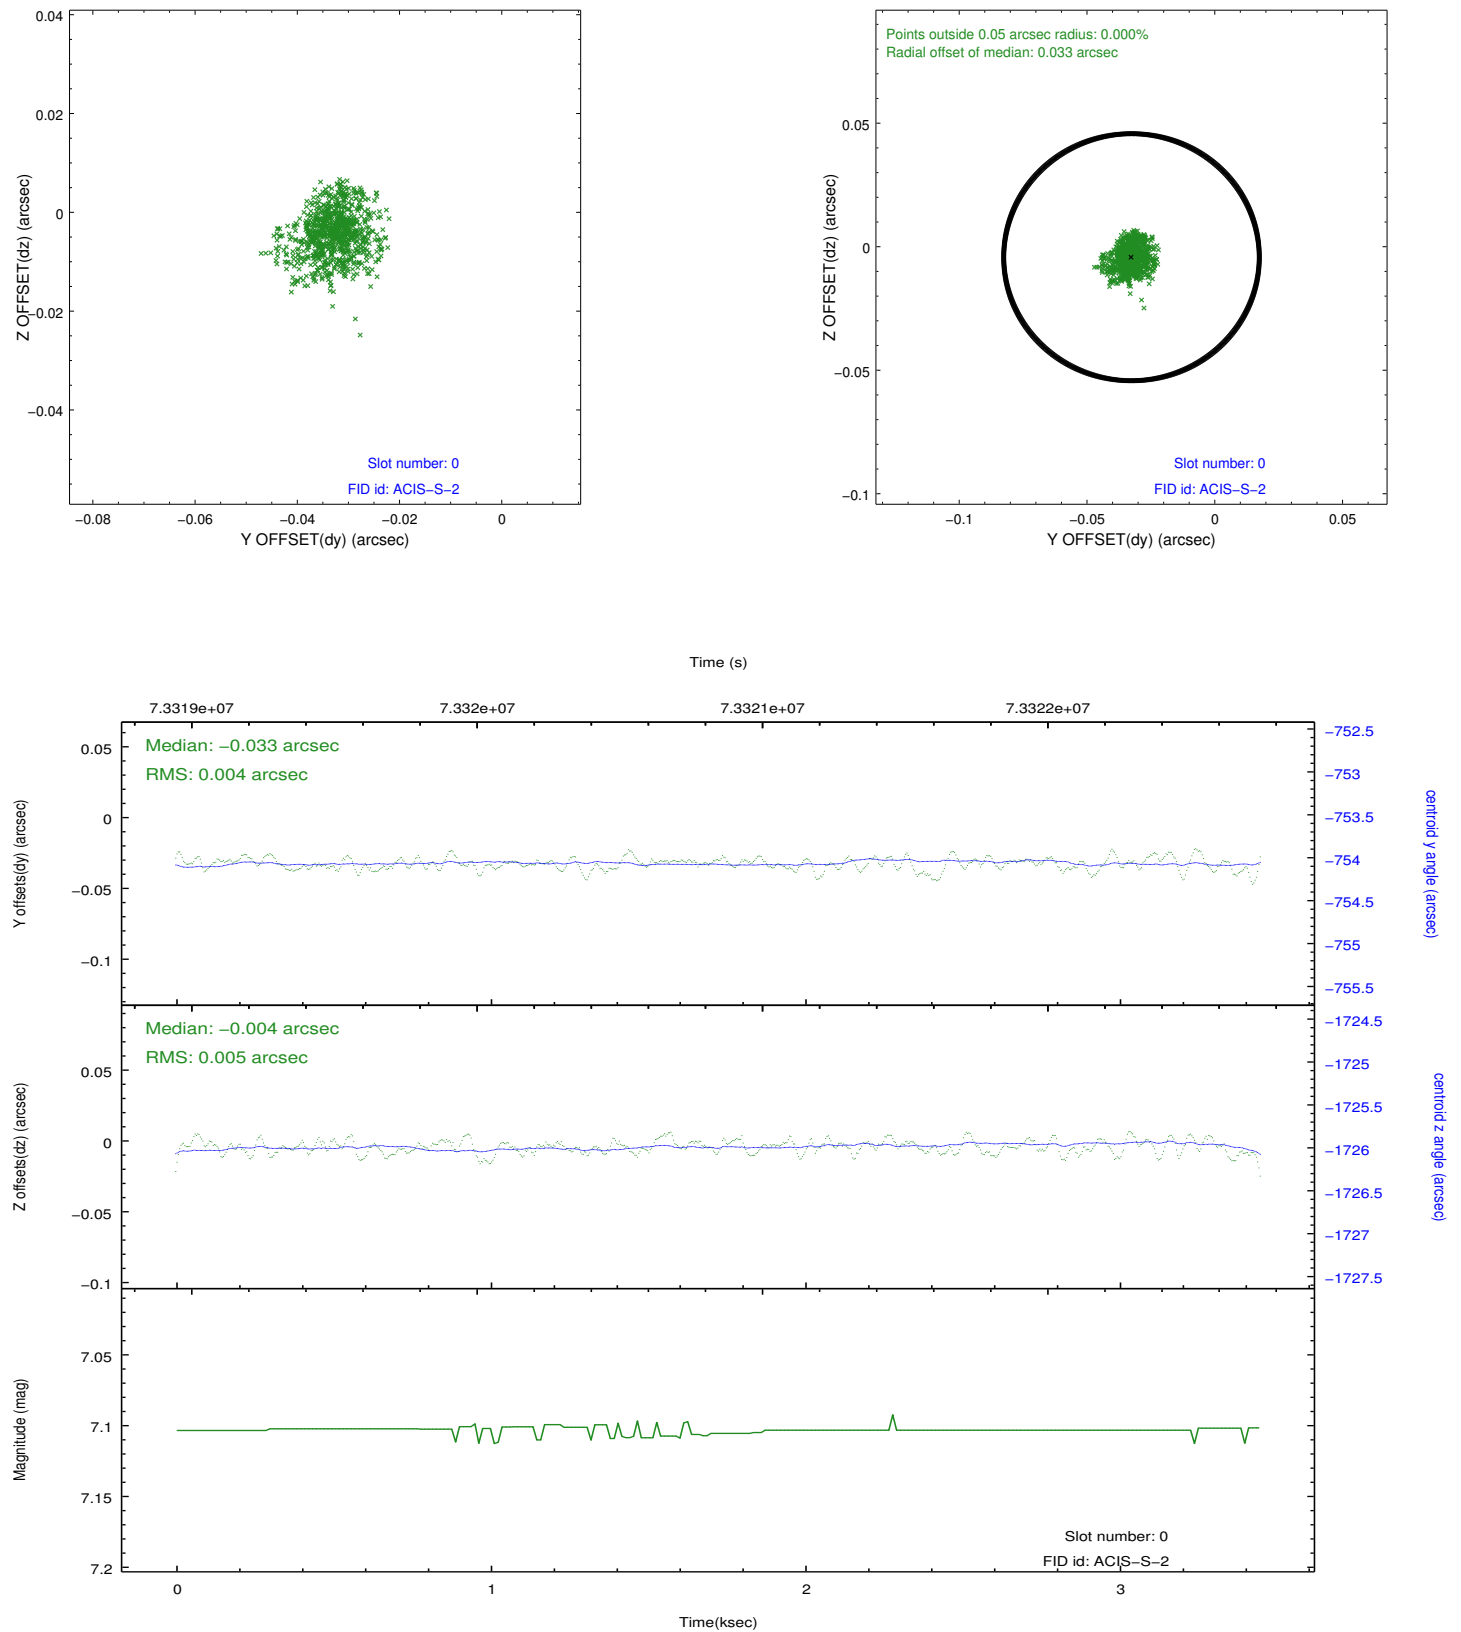 0.04
0.02
0
−0.02
−0.04
Z OFFSET(dz) (arcsec)
Slot number: 0
FID id: ACIS−S−2
−0.08
−0.06
−0.04
−0.02
0
Y OFFSET(dy) (arcsec)
Points outside 0.05 arcsec radius: 0.000%
Radial offset of median: 0.033 arcsec
0.05
0
−0.05
−0.1
Z OFFSET(dz) (arcsec)
Slot number: 0
FID id: ACIS−S−2
−0.1
−0.05
0
0.05
Y OFFSET(dy) (arcsec)
Time (s)
7.3319e+07
7.332e+07
7.3321e+07
7.3322e+07
Median: −0.033 arcsec
RMS: 0.004 arcsec
0.05
0
−0.05
−0.1
Y offsets(dy) (arcsec)
−752.5
−753
−753.5
−754
−754.5
−755
−755.5
centroid y angle (arcsec)
Median: −0.004 arcsec
RMS: 0.005 arcsec
0.05
0
−0.05
−0.1
Z offsets(dz) (arcsec)
−1724.5
−1725
−1725.5
−1726
−1726.5
−1727
−1727.5
centroid z angle (arcsec)
7.05
7.1
7.15
7.2
Magnitude (mag)
Slot number: 0
FID id: ACIS−S−2
0
1
2
3
Time(ksec)